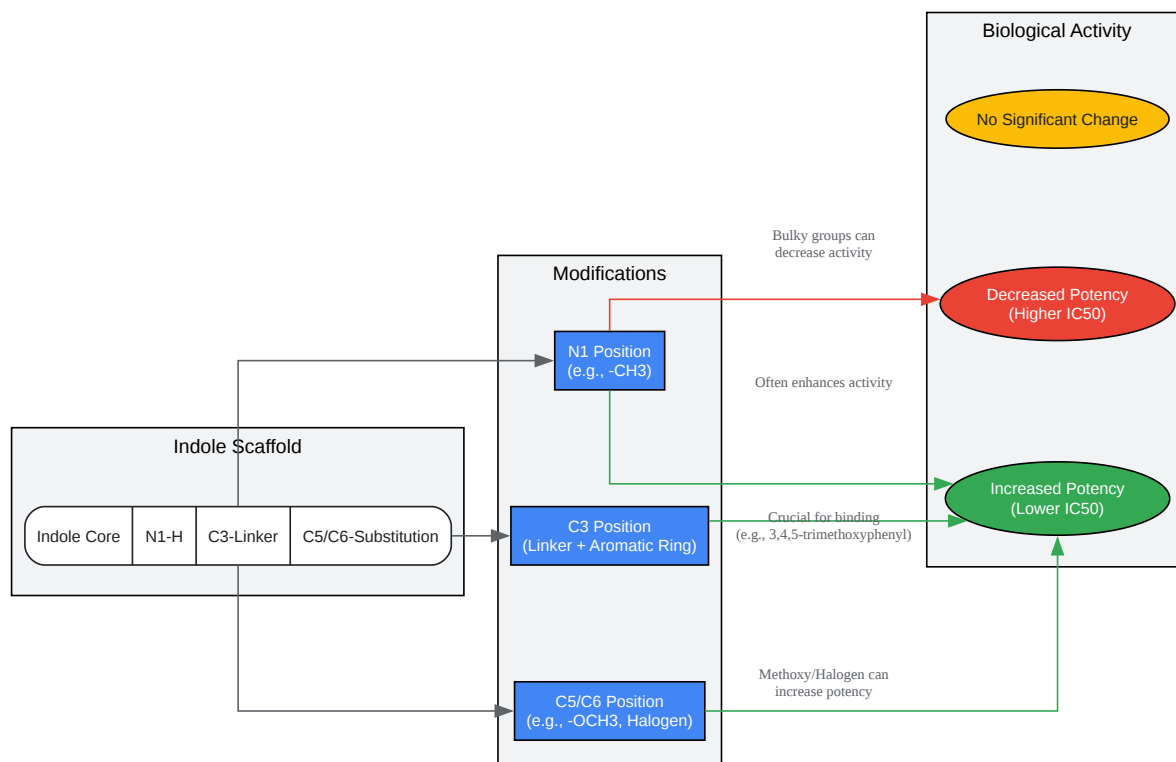 Biological Activity
No Significant Change
Bulky groups can
decrease activity
Modifications
Decreased Potency
(Higher IC50)
N1 Position
(e.g., -CH3)
Often enhances activity
Indole Scaffold
Indole Core
N1-H
C3-Linker
C5/C6-Substitution
C3 Position
(Linker + Aromatic Ring)
Crucial for binding
(e.g., 3,4,5-trimethoxyphenyl)
Increased Potency
(Lower IC50)
Methoxy/Halogen can
increase potency
C5/C6 Position
(e.g., -OCH3, Halogen)